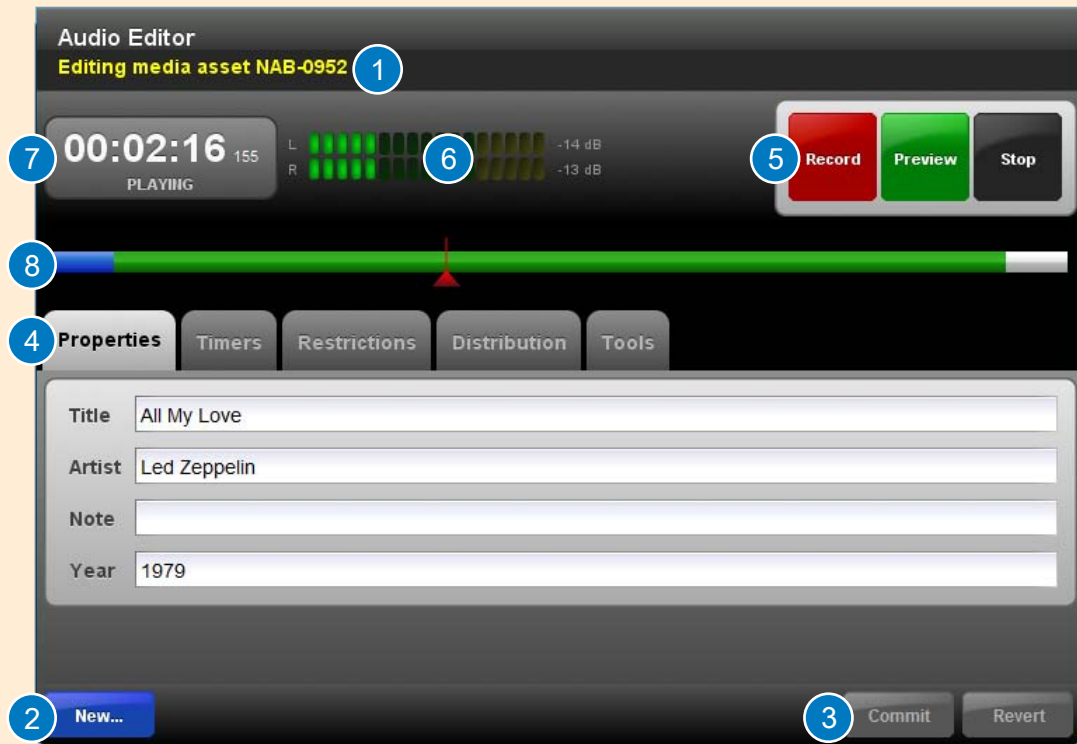 Audio Editor
Editing media asset NAB-0952 1
7 00:02:16 155
PLAYING
L -14 dB
R -13 dB
6
5 Record Preview Stop
8
4 Properties Timers Restrictions Distribution Tools
Title All My Love
Artist Led Zeppelin
Note
Year 1979
2 New... 3 Commit Revert